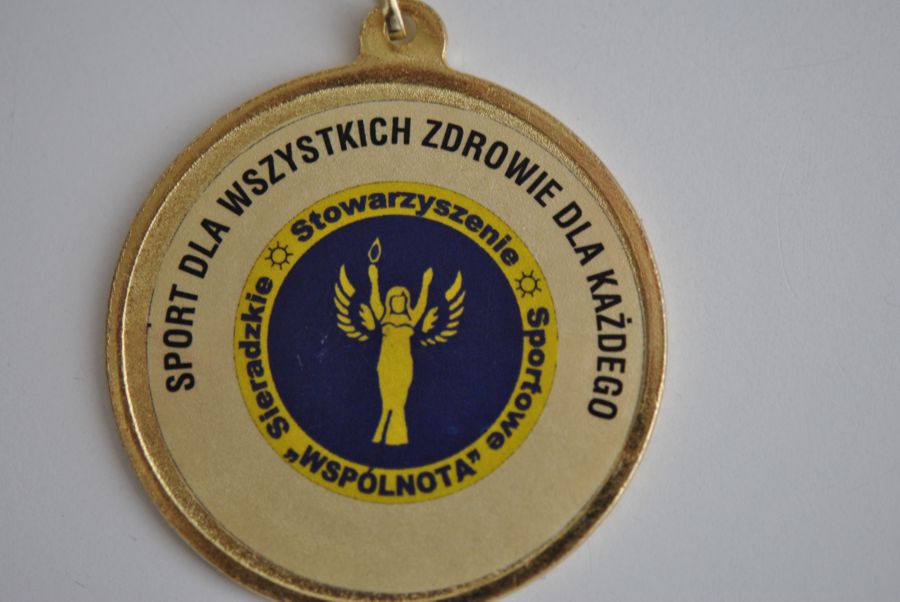 SPORT DLA WSZYSTKICH ZDROWIE DLA KAŻDEGO
Sieradzkie Stowarzyszenie Sportowe
„WSPÓLNOTA”